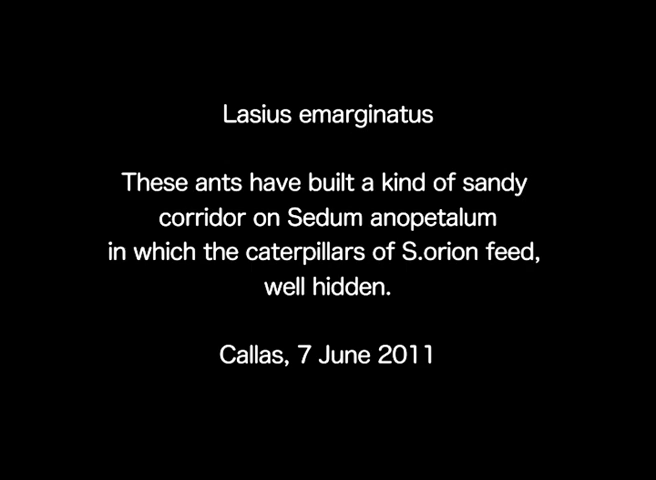 Lasius emarginatus
These ants have built a kind of sandy
corridor on Sedum anopetalum
in which the caterpillars of S.orion feed,
well hidden.
Callas, 7 June 2011